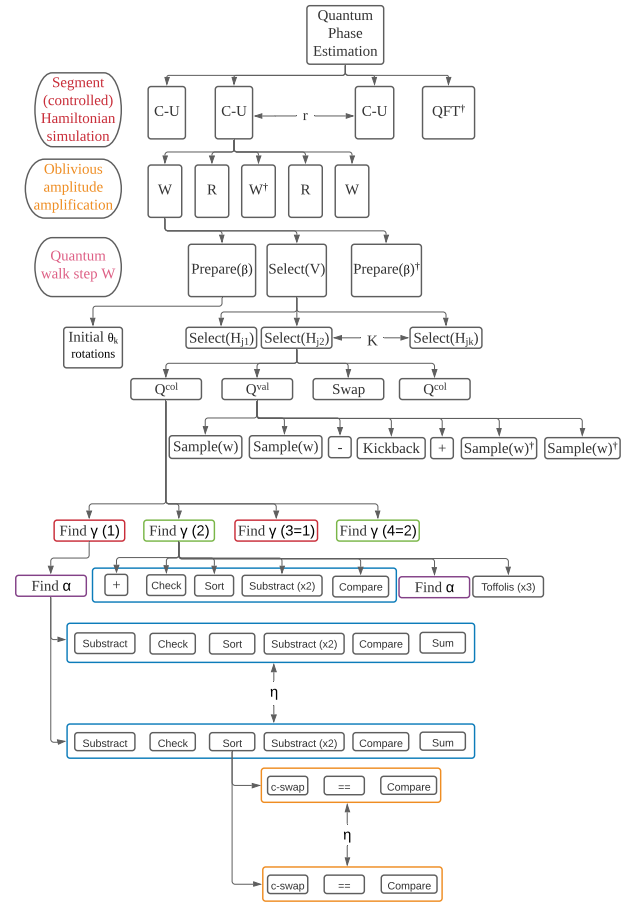 Quantum
Phase
Estimation
Segment
(controlled)
Hamiltonian
simulation
C-U
C-U
r
C-U
QFT†
Oblivious
amplitude
amplification
W
R
W†
R
W
Quantum
walk step W
Prepare(β)
Select(V)
Prepare(β)†
Initial θk
rotations
Select(Hj1)
Select(Hj2)
K
Select(Hjk)
Qcol
Qval
Swap
Qcol
Sample(w)
Sample(w)
-
Kickback
+
Sample(w)†
Sample(w)†
Find γ (1)
Find γ (2)
Find γ (3=1)
Find γ (4=2)
Find α
+
Check
Sort
Substract (x2)
Compare
Find α
Toffolis (x3)
Substract
Check
Sort
Substract (x2)
Compare
Sum
η
Substract
Check
Sort
Substract (x2)
Compare
Sum
c-swap
==
Compare
η
c-swap
==
Compare